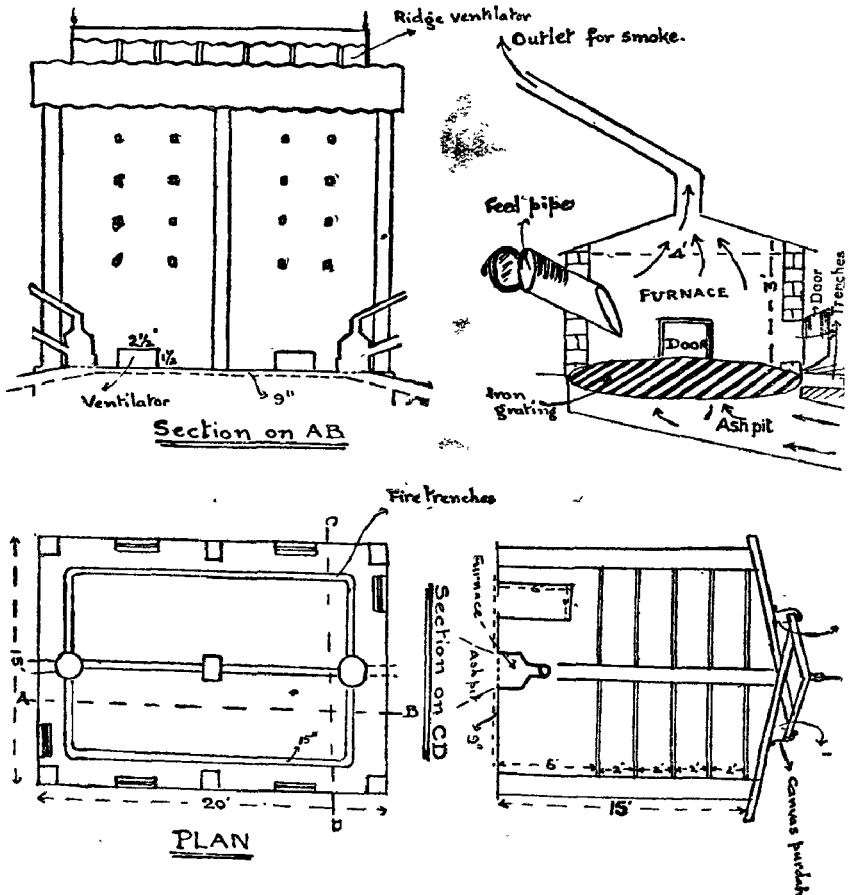 Ridge ventilator
Outlet for smoke.
Feed pipe
4'
3'
FURNACE
Door
Trenches
Door
Iron
grating
Ash pit
2½"
1½
Ventilator
9"
Section on AB
Fire trenches
C
15'
A
B
15"
20'
D
PLAN
Section on CD
Furnace
Ash pit
9"
6'
6'
2'
2'
2'
2'
15'
Canvas purdah